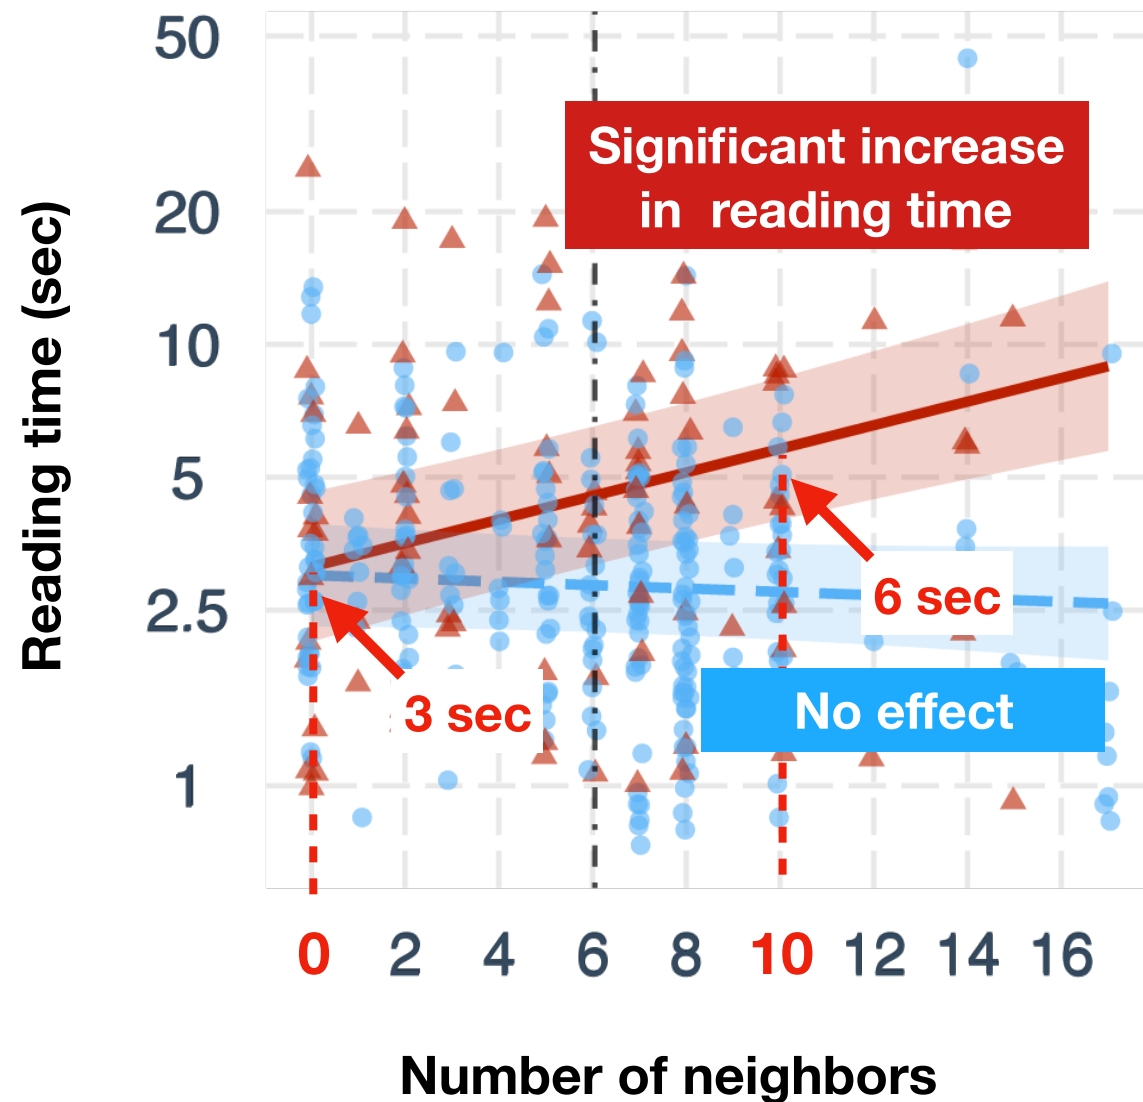 50
20
10
5
2.5
1
Reading time (sec)
Significant increase
in reading time
6 sec
3 sec
No effect
0 2 4 6 8 10 12 14 16
Number of neighbors